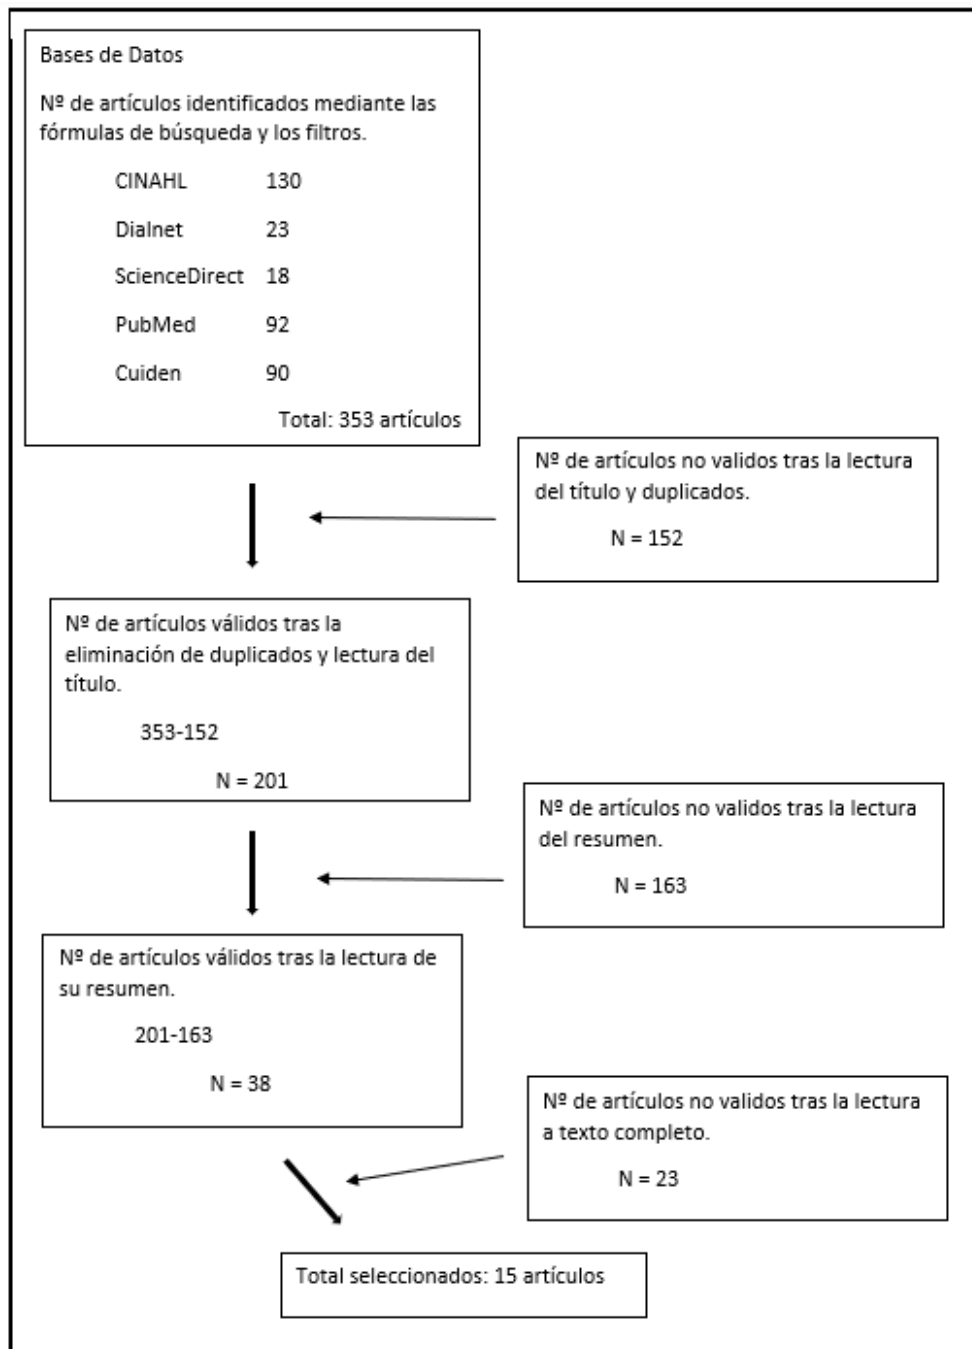 Bases de Datos
Nº de artículos identificados mediante las
fórmulas de búsqueda y los filtros.
CINAHL 130
Dialnet 23
ScienceDirect 18
PubMed 92
Cuiden 90
Total: 353 artículos
Nº de artículos no validos tras la lectura
del título y duplicados.
N = 152
Nº de artículos válidos tras la
eliminación de duplicados y lectura del
título.
353-152
N = 201
Nº de artículos no validos tras la lectura
del resumen.
N = 163
Nº de artículos válidos tras la lectura de
su resumen.
201-163
N = 38
Nº de artículos no validos tras la lectura
a texto completo.
N = 23
Total seleccionados: 15 artículos